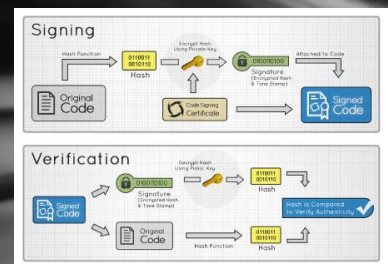 Signing
Hash Function
0110011
0010110
Hash
Encrypt Hash
Using Private Key
0100110100
Signature
(Encrypted Hash
& Time Stamp)
Attached to Code
Original
Code
Code Signing
Certificate
Signed
Code
Verification
Signed
Code
010010100
Signature
(Encrypted Hash
& Time Stamp)
Decrypt Hash
Using Public Key
0110011
0010110
Hash
Original
Code
Hash Function
0110011
0010110
Hash
Hash is Compared
to Verify Authenticity